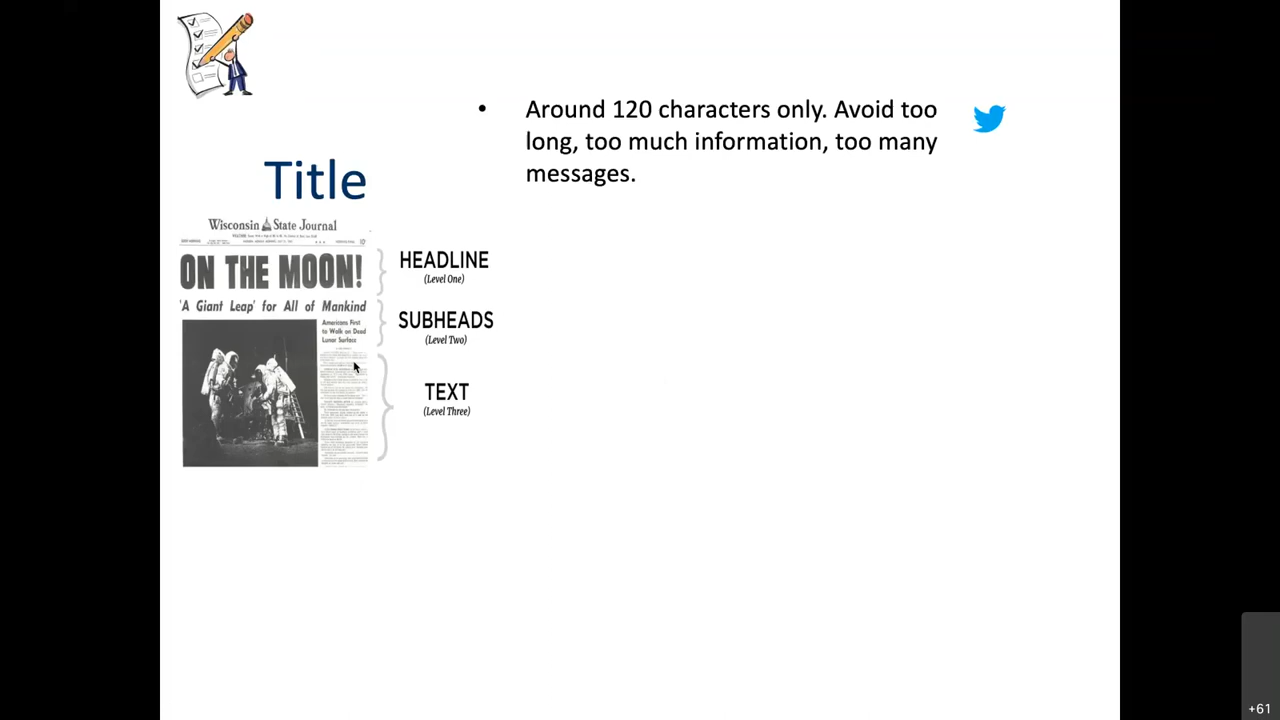 • Around 120 characters only. Avoid too
long, too much information, too many
messages.
Title
Wisconsin State Journal
ON THE MOON!
'A Giant Leap' for All of Mankind
Americans First
to Walk on Dead
Lunar Surface
HEADLINE
(Level One)
SUBHEADS
(Level Two)
TEXT
(Level Three)
+61